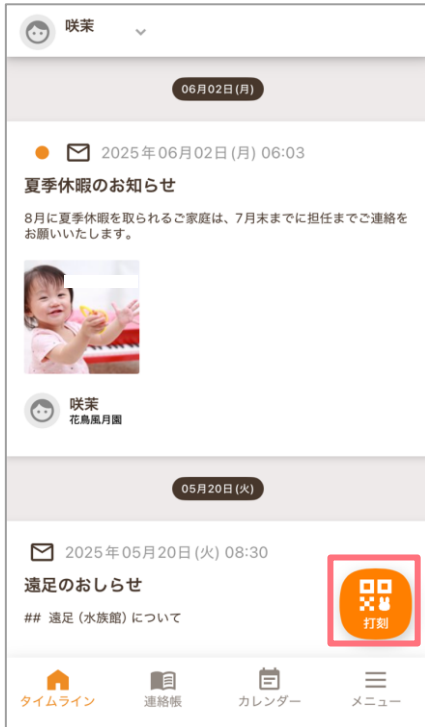 咲茉
06月02日(月)
2025年06月02日(月) 06:03
夏季休暇のお知らせ
8月に夏季休暇を取られるご家庭は、7月末までに担任までご連絡を
お願いいたします。
咲茉
花鳥風月園
05月20日(火)
2025年05月20日(火) 08:30
遠足のおしらせ
## 遠足（水族館）について
打刻
タイムライン
連絡帳
カレンダー
メニュー